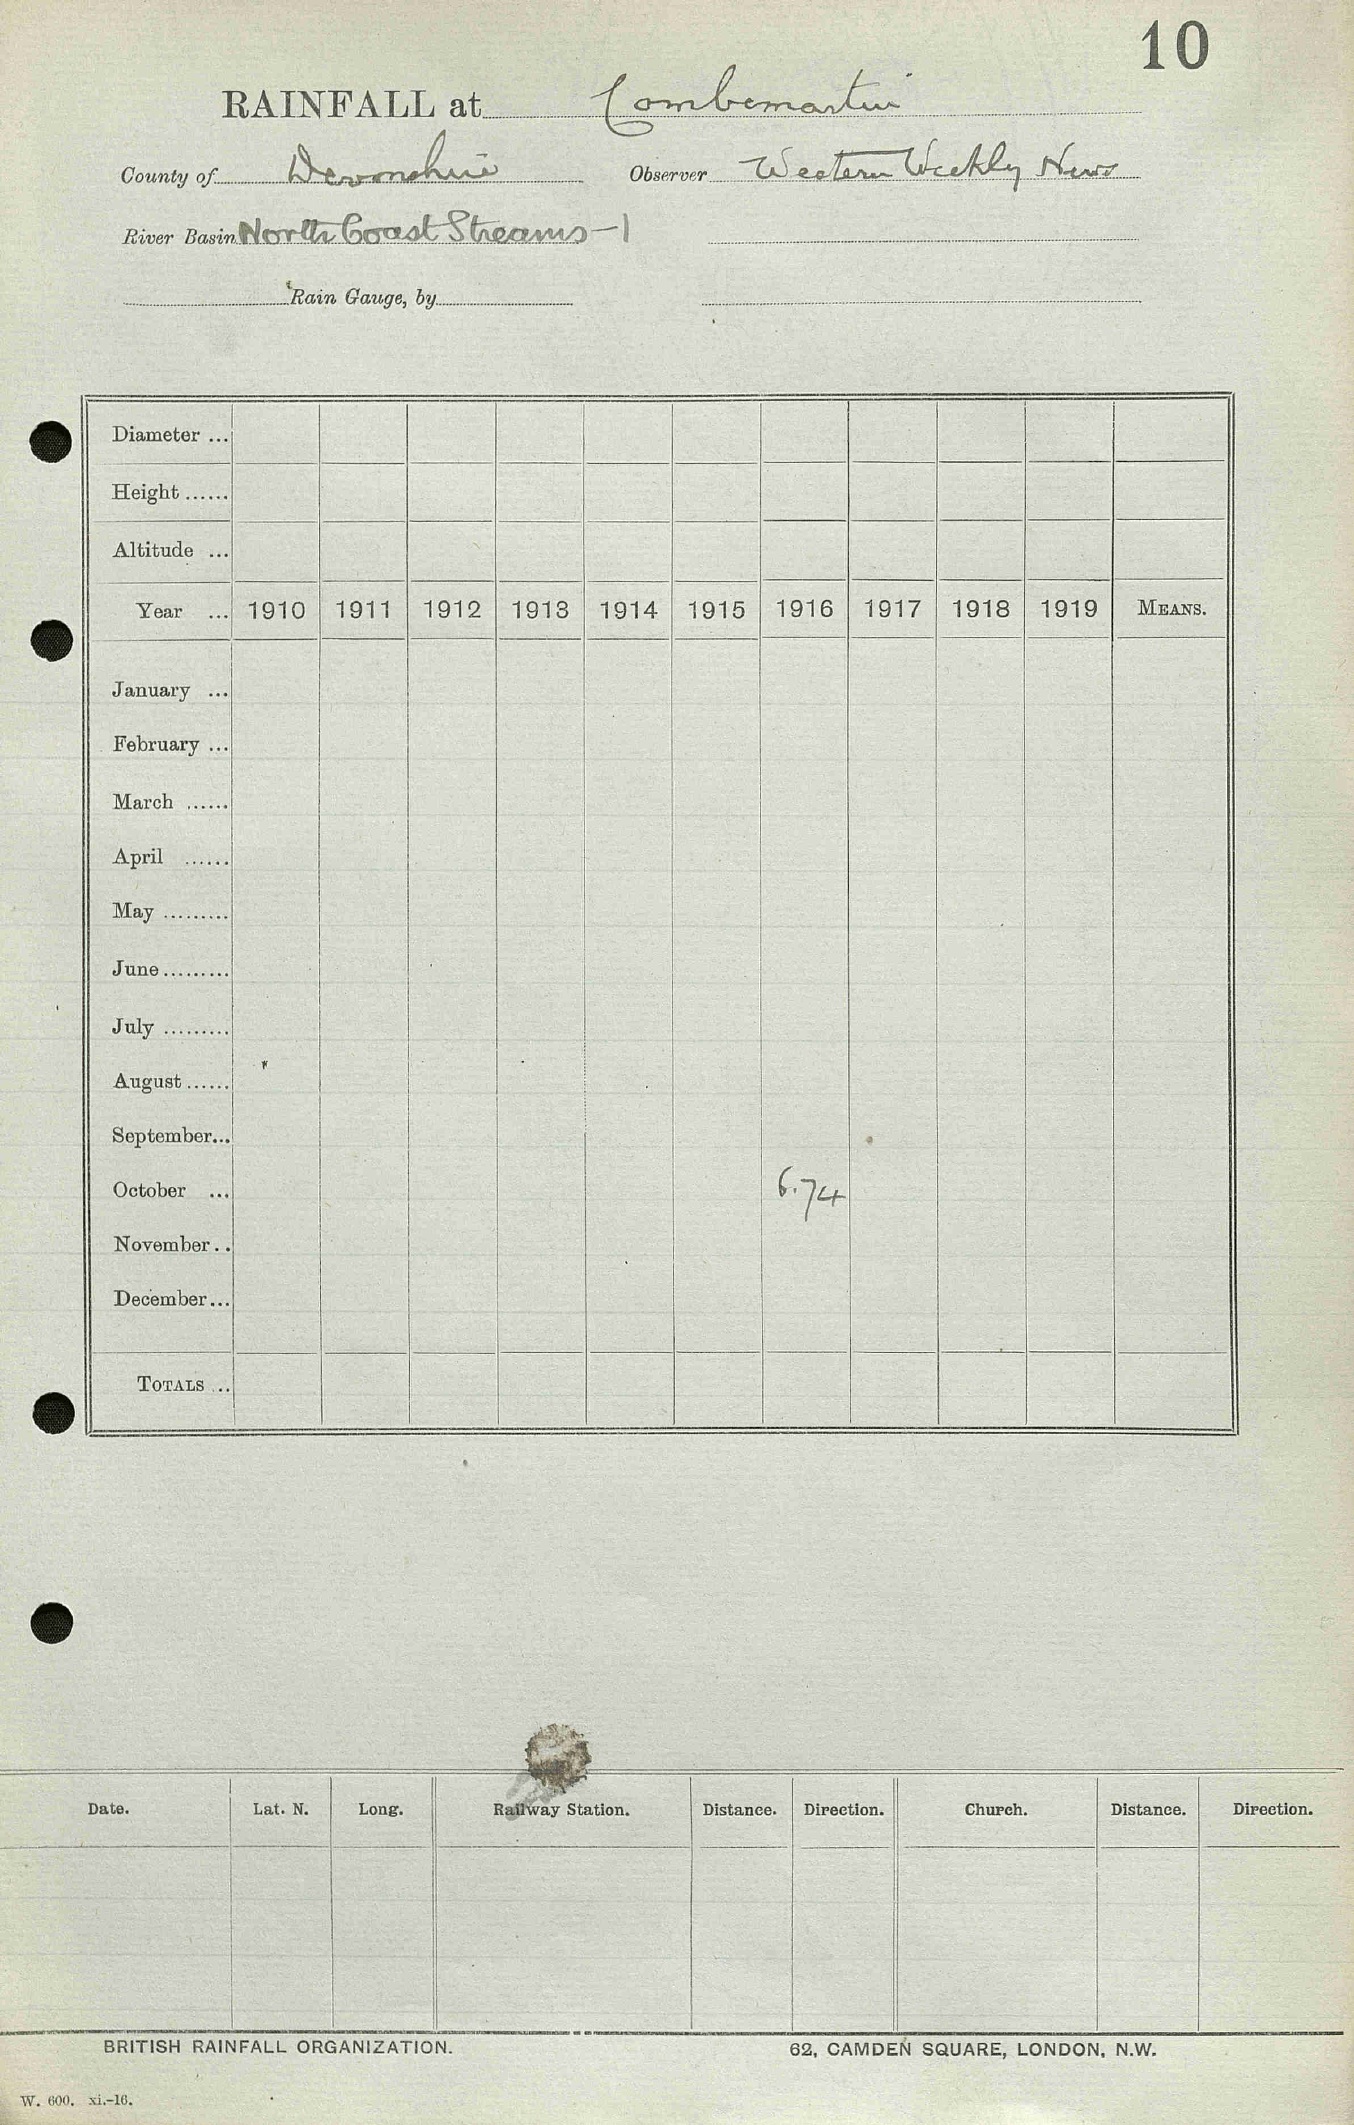 10
RAINFALL at Combemartin
County of Devonshire Observer Western Weekly News
River Basin North Coast Streams - 1
Rain Gauge, by
Diameter ...
Height ......
Altitude ...
Year ... 1910 1911 1912 1913 1914 1915 1916 1917 1918 1919 MEANS.
January ...
February ...
March ......
April ......
May .........
June .........
July .........
August ......
September...
October ... 6.74
November..
December...
TOTALS ...
Date. Lat. N. Long. Railway Station. Distance. Direction. Church. Distance. Direction.
BRITISH RAINFALL ORGANIZATION. 62, CAMDEN SQUARE, LONDON, N.W.
W. 600. xi.-16.